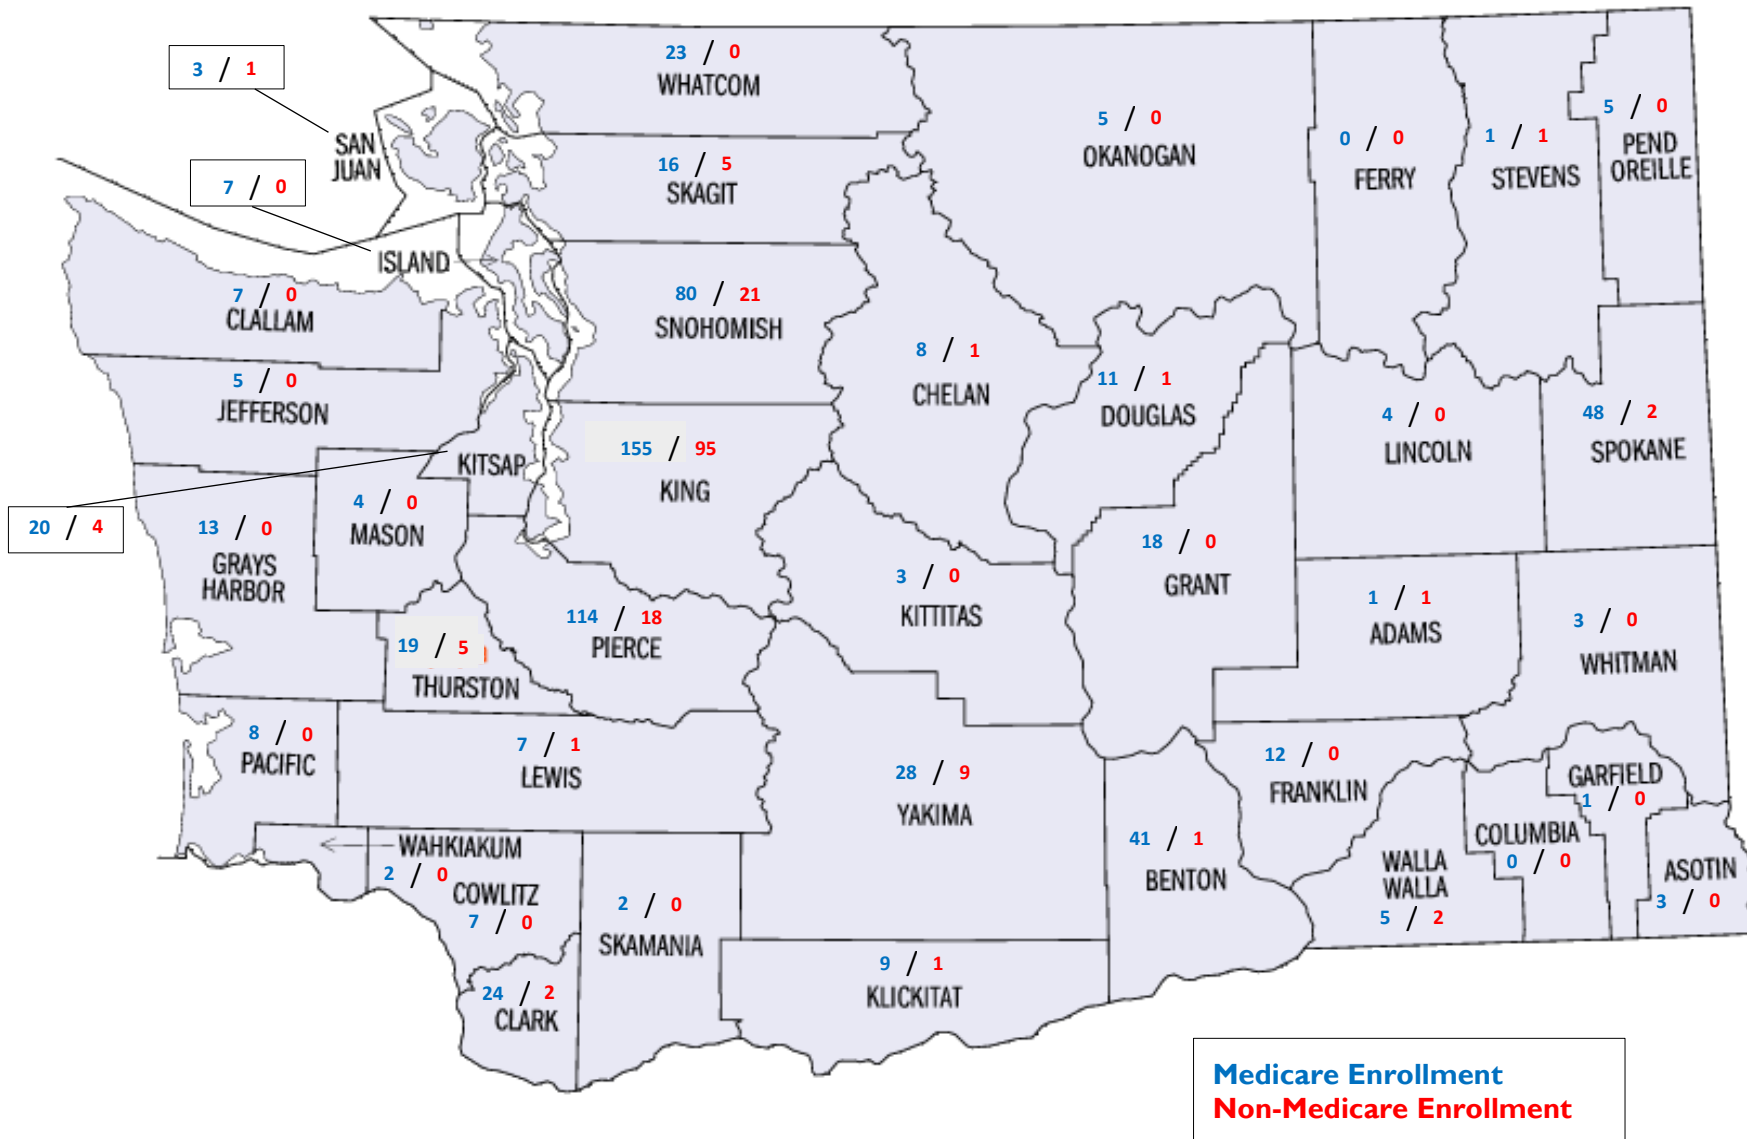 23 / 0
WHATCOM
3 / 1
SAN
JUAN
5 / 0
OKANOGAN
0 / 0
FERRY
1 / 1
STEVENS
5 / 0
PEND
OREILLE
16 / 5
SKAGIT
7 / 0
ISLAND
7 / 0
CLALLAM
80 / 21
SNOHOMISH
8 / 1
CHELAN
11 / 1
DOUGLAS
5 / 0
JEFFERSON
4 / 0
LINCOLN
48 / 2
SPOKANE
155 / 95
KING
KITSAP
20 / 4
4 / 0
MASON
13 / 0
GRAYS
HARBOR
18 / 0
GRANT
3 / 0
KITTITAS
1 / 1
ADAMS
3 / 0
WHITMAN
114 / 18
PIERCE
19 / 5
THURSTON
8 / 0
PACIFIC
7 / 1
LEWIS
28 / 9
YAKIMA
12 / 0
FRANKLIN
GARFIELD
1 / 0
41 / 1
BENTON
WALLA
WALLA
5 / 2
COLUMBIA
0 / 0
ASOTIN
3 / 0
WAHKIAKUM
2 / 0
COWLITZ
7 / 0
2 / 0
SKAMANIA
9 / 1
KLICKITAT
24 / 2
CLARK
Medicare Enrollment
Non-Medicare Enrollment